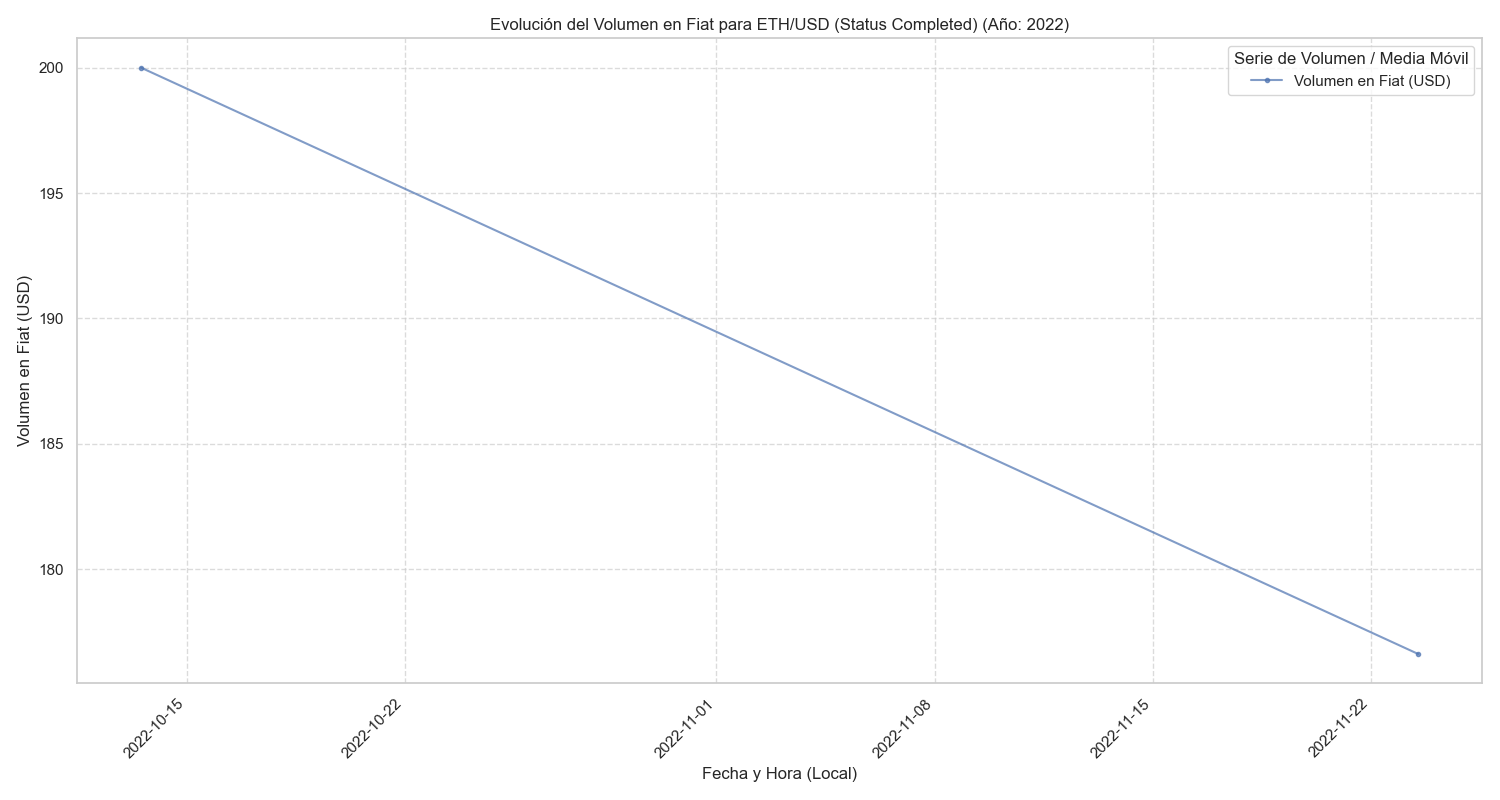 Evolución del Volumen en Fiat para ETH/USD (Status Completed) (Año: 2022)
Serie de Volumen / Media Móvil
Volumen en Fiat (USD)
Volumen en Fiat (USD)
200
195
190
185
180
2022-10-15
2022-10-22
2022-11-01
2022-11-08
2022-11-15
2022-11-22
Fecha y Hora (Local)